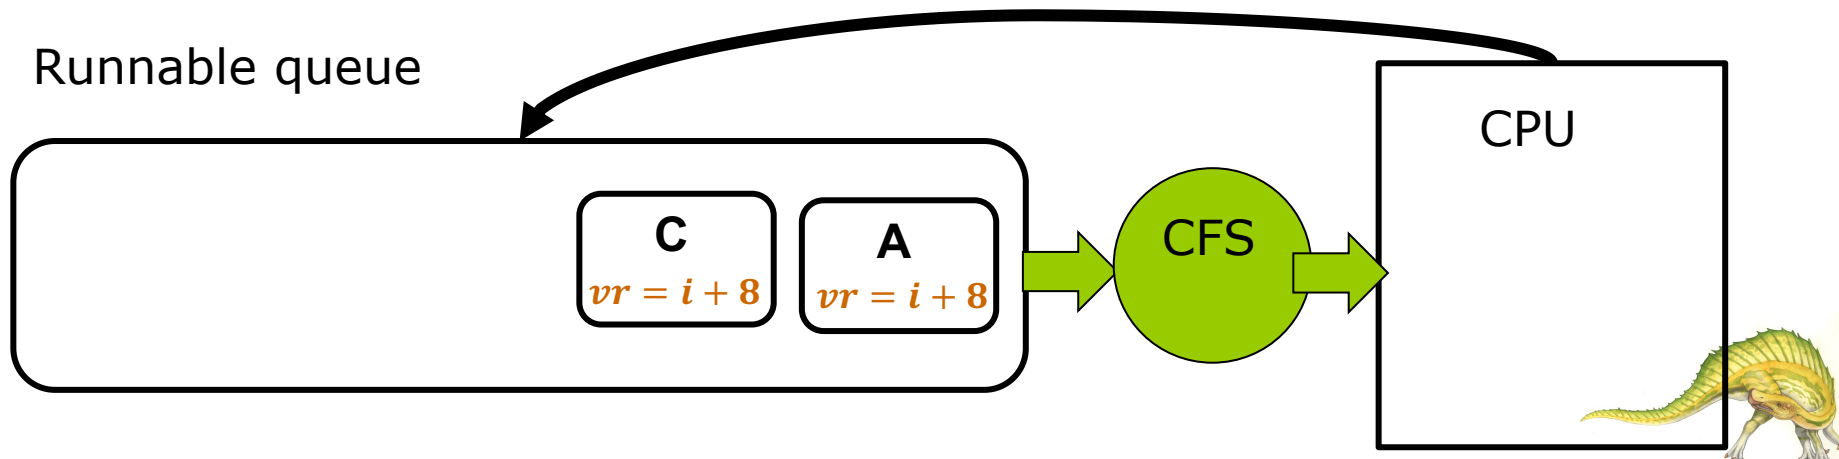 Runnable queue
CPU
C
vr = i + 8
A
vr = i + 8
CFS